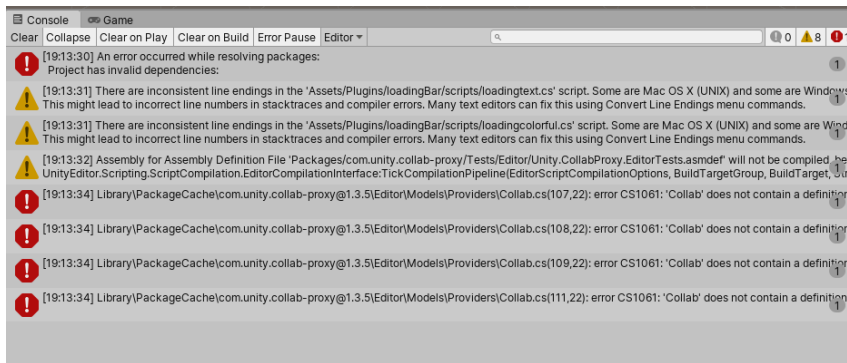 Console Game
Clear Collapse Clear on Play Clear on Build Error Pause Editor 0 8
[19:13:30] An error occurred while resolving packages: 1
Project has invalid dependencies:
[19:13:31] There are inconsistent line endings in the 'Assets/Plugins/loadingBar/scripts/loadingtext.cs' script. Some are Mac OS X (UNIX) and some are Windows
This might lead to incorrect line numbers in stacktraces and compiler errors. Many text editors can fix this using Convert Line Endings menu commands. 1
[19:13:31] There are inconsistent line endings in the 'Assets/Plugins/loadingBar/scripts/loadingcolorful.cs' script. Some are Mac OS X (UNIX) and some are Wind
This might lead to incorrect line numbers in stacktraces and compiler errors. Many text editors can fix this using Convert Line Endings menu commands. 1
[19:13:32] Assembly for Assembly Definition File 'Packages/com.unity.collab-proxy/Tests/Editor/Unity.CollabProxy.EditorTests.asmdef' will not be compiled, be
UnityEditor.Scripting.ScriptCompilation.EditorCompilationInterface:TickCompilationPipeline(EditorScriptCompilationOptions, BuildTargetGroup, BuildTarget, 1
[19:13:34] Library\PackageCache\com.unity.collab-proxy@1.3.5\Editor\Models\Providers\Collab.cs(107,22): error CS1061: 'Collab' does not contain a definition 1
[19:13:34] Library\PackageCache\com.unity.collab-proxy@1.3.5\Editor\Models\Providers\Collab.cs(108,22): error CS1061: 'Collab' does not contain a definition 1
[19:13:34] Library\PackageCache\com.unity.collab-proxy@1.3.5\Editor\Models\Providers\Collab.cs(109,22): error CS1061: 'Collab' does not contain a definition 1
[19:13:34] Library\PackageCache\com.unity.collab-proxy@1.3.5\Editor\Models\Providers\Collab.cs(111,22): error CS1061: 'Collab' does not contain a definition 1